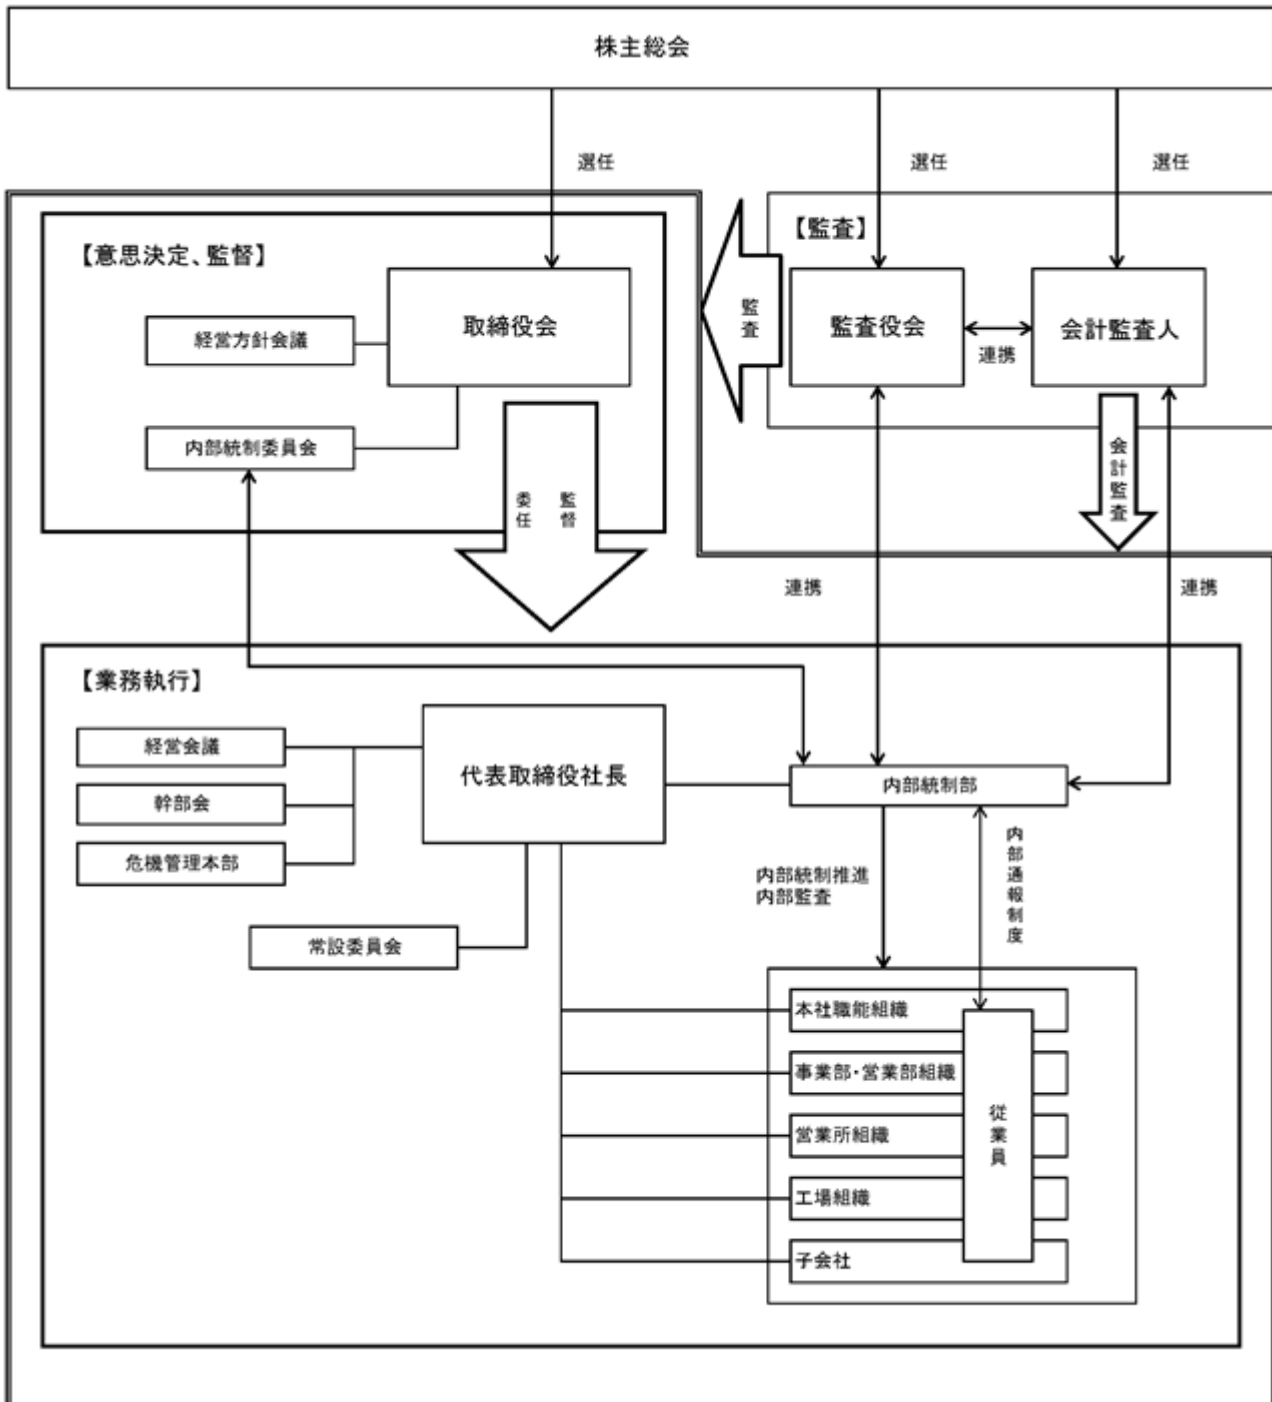 株主総会
選任
選任
選任
【意思決定、監督】
【監査】
取締役会
経営方針会議
内部統制委員会
監査
監査役会
連携
会計監査人
委任
監督
会計監査
連携
連携
【業務執行】
経営会議
幹部会
危機管理本部
代表取締役社長
内部統制部
常設委員会
内部統制推進
内部監査
内部通報制度
本社職能組織
事業部・営業部組織
営業所組織
工場組織
子会社
従業員